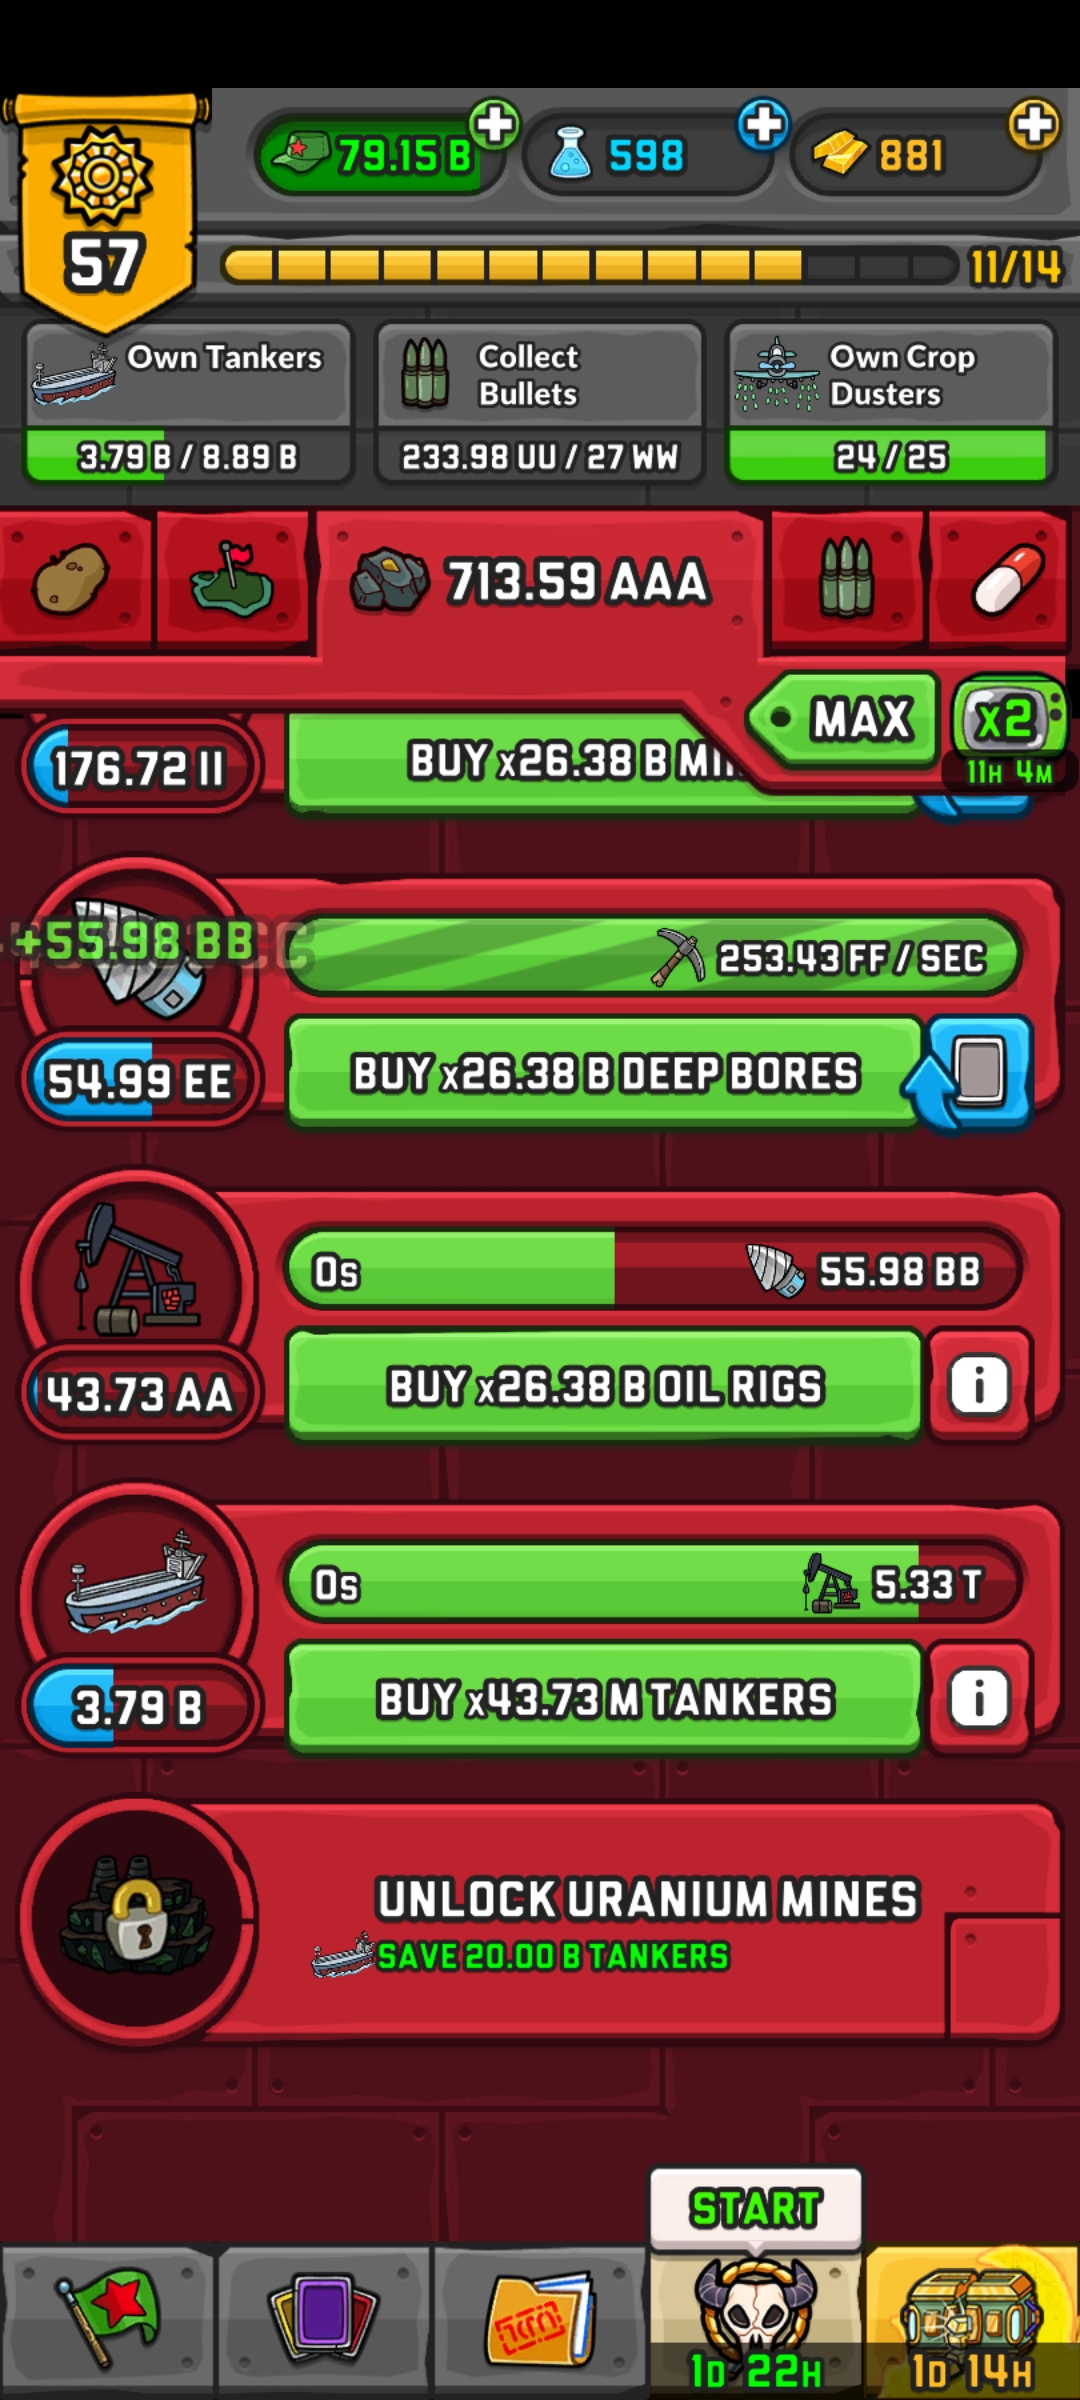 79.15 B
598
881
57
11/14
Own Tankers
Collect
Bullets
Own Crop
Dusters
3.79 B / 8.89 B
233.98 UU / 27 WW
24 / 25
713.59 AAA
MAX
x2
11H 4M
176.72 II
BUY x26.38 B
+55.98 BB
253.43 FF / SEC
54.99 EE
BUY x26.38 B DEEP BORES
0s
55.98 BB
43.73 AA
BUY x26.38 B OIL RIGS
0s
5.33 T
3.79 B
BUY x43.73 M TANKERS
UNLOCK URANIUM MINES
SAVE 20.00 B TANKERS
START
1D 22H
1D 14H